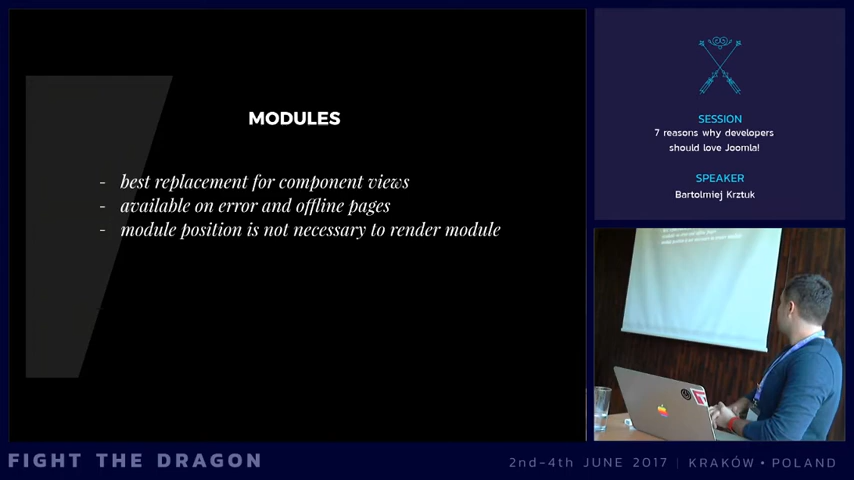 MODULES
- best replacement for component views
- available on error and offline pages
- module position is not necessary to render module
SESSION
7 reasons why developers
should love Joomla!
SPEAKER
Bartolmiej Krztuk
FIGHT THE DRAGON
2nd-4th JUNE 2017 | KRAKÓW • POLAND